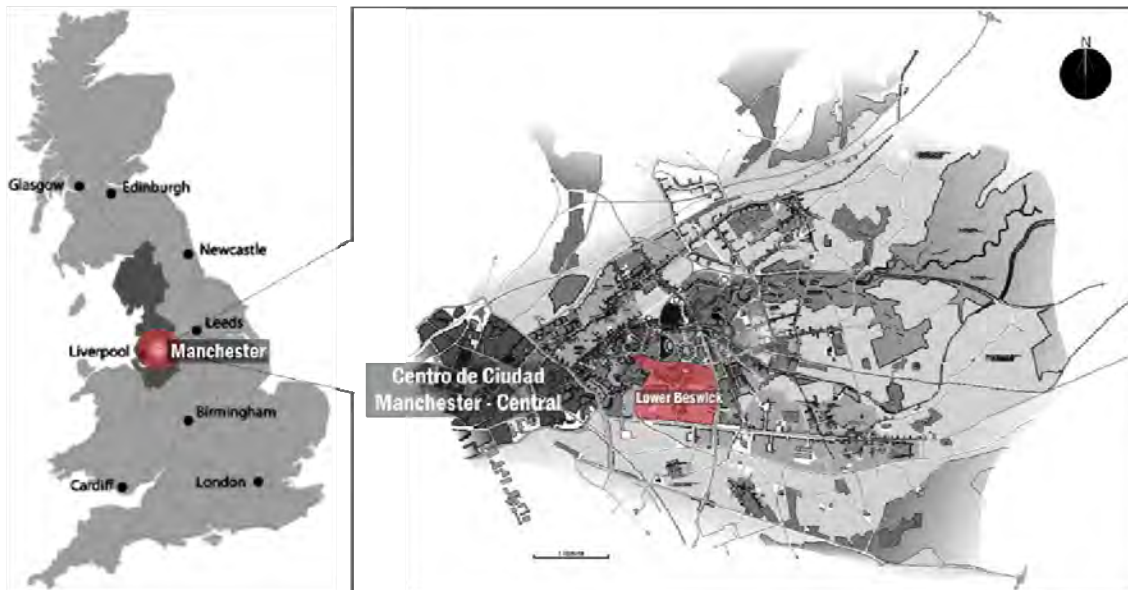 Glasgow
Edinburgh
Newcastle
Leeds
Liverpool
Manchester
Birmingham
Cardiff
London
N
Centro de Ciudad
Manchester - Central
Lower Beswick